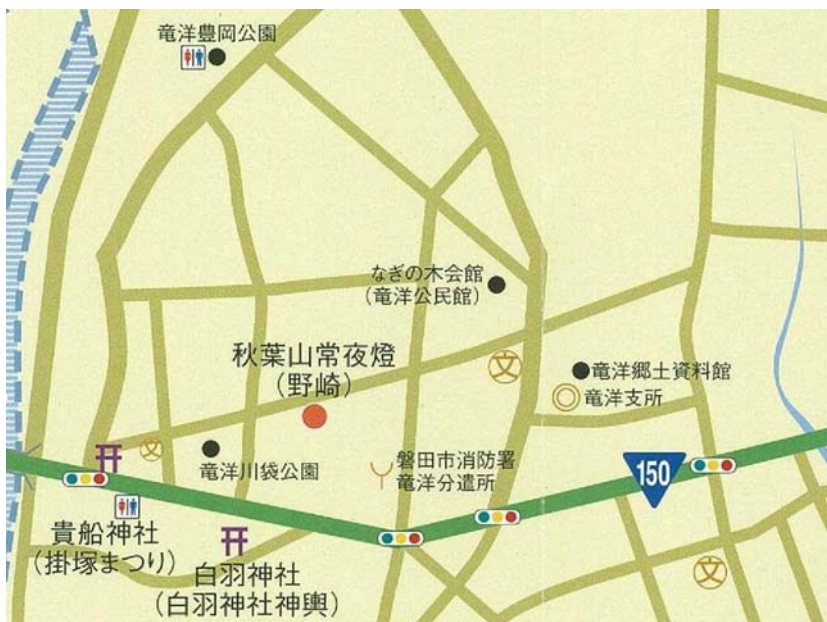 竜洋豊岡公園
なぎの木会館
（竜洋公民館）
秋葉山常夜燈
（野崎）
文
竜洋郷土資料館
竜洋支所
文
竜洋川袋公園
磐田市消防署
竜洋分遣所
150
貴船神社
（掛塚まつり）
白羽神社
（白羽神社神輿）
文